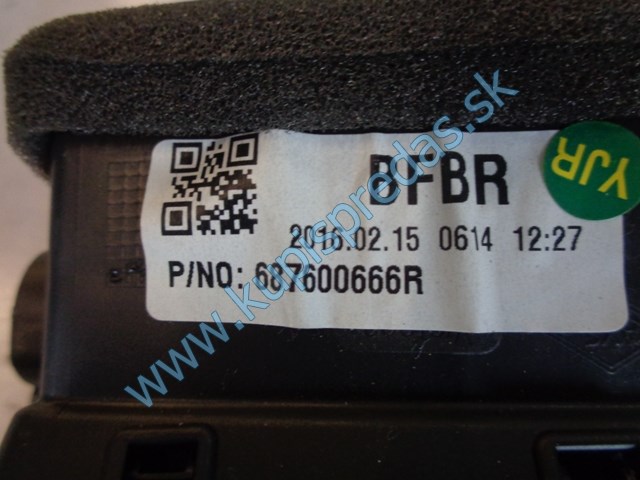 BFBR
YJR
2016.02.15 0614 12:27
P/NO: 687600666R
www.kupispredas.sk